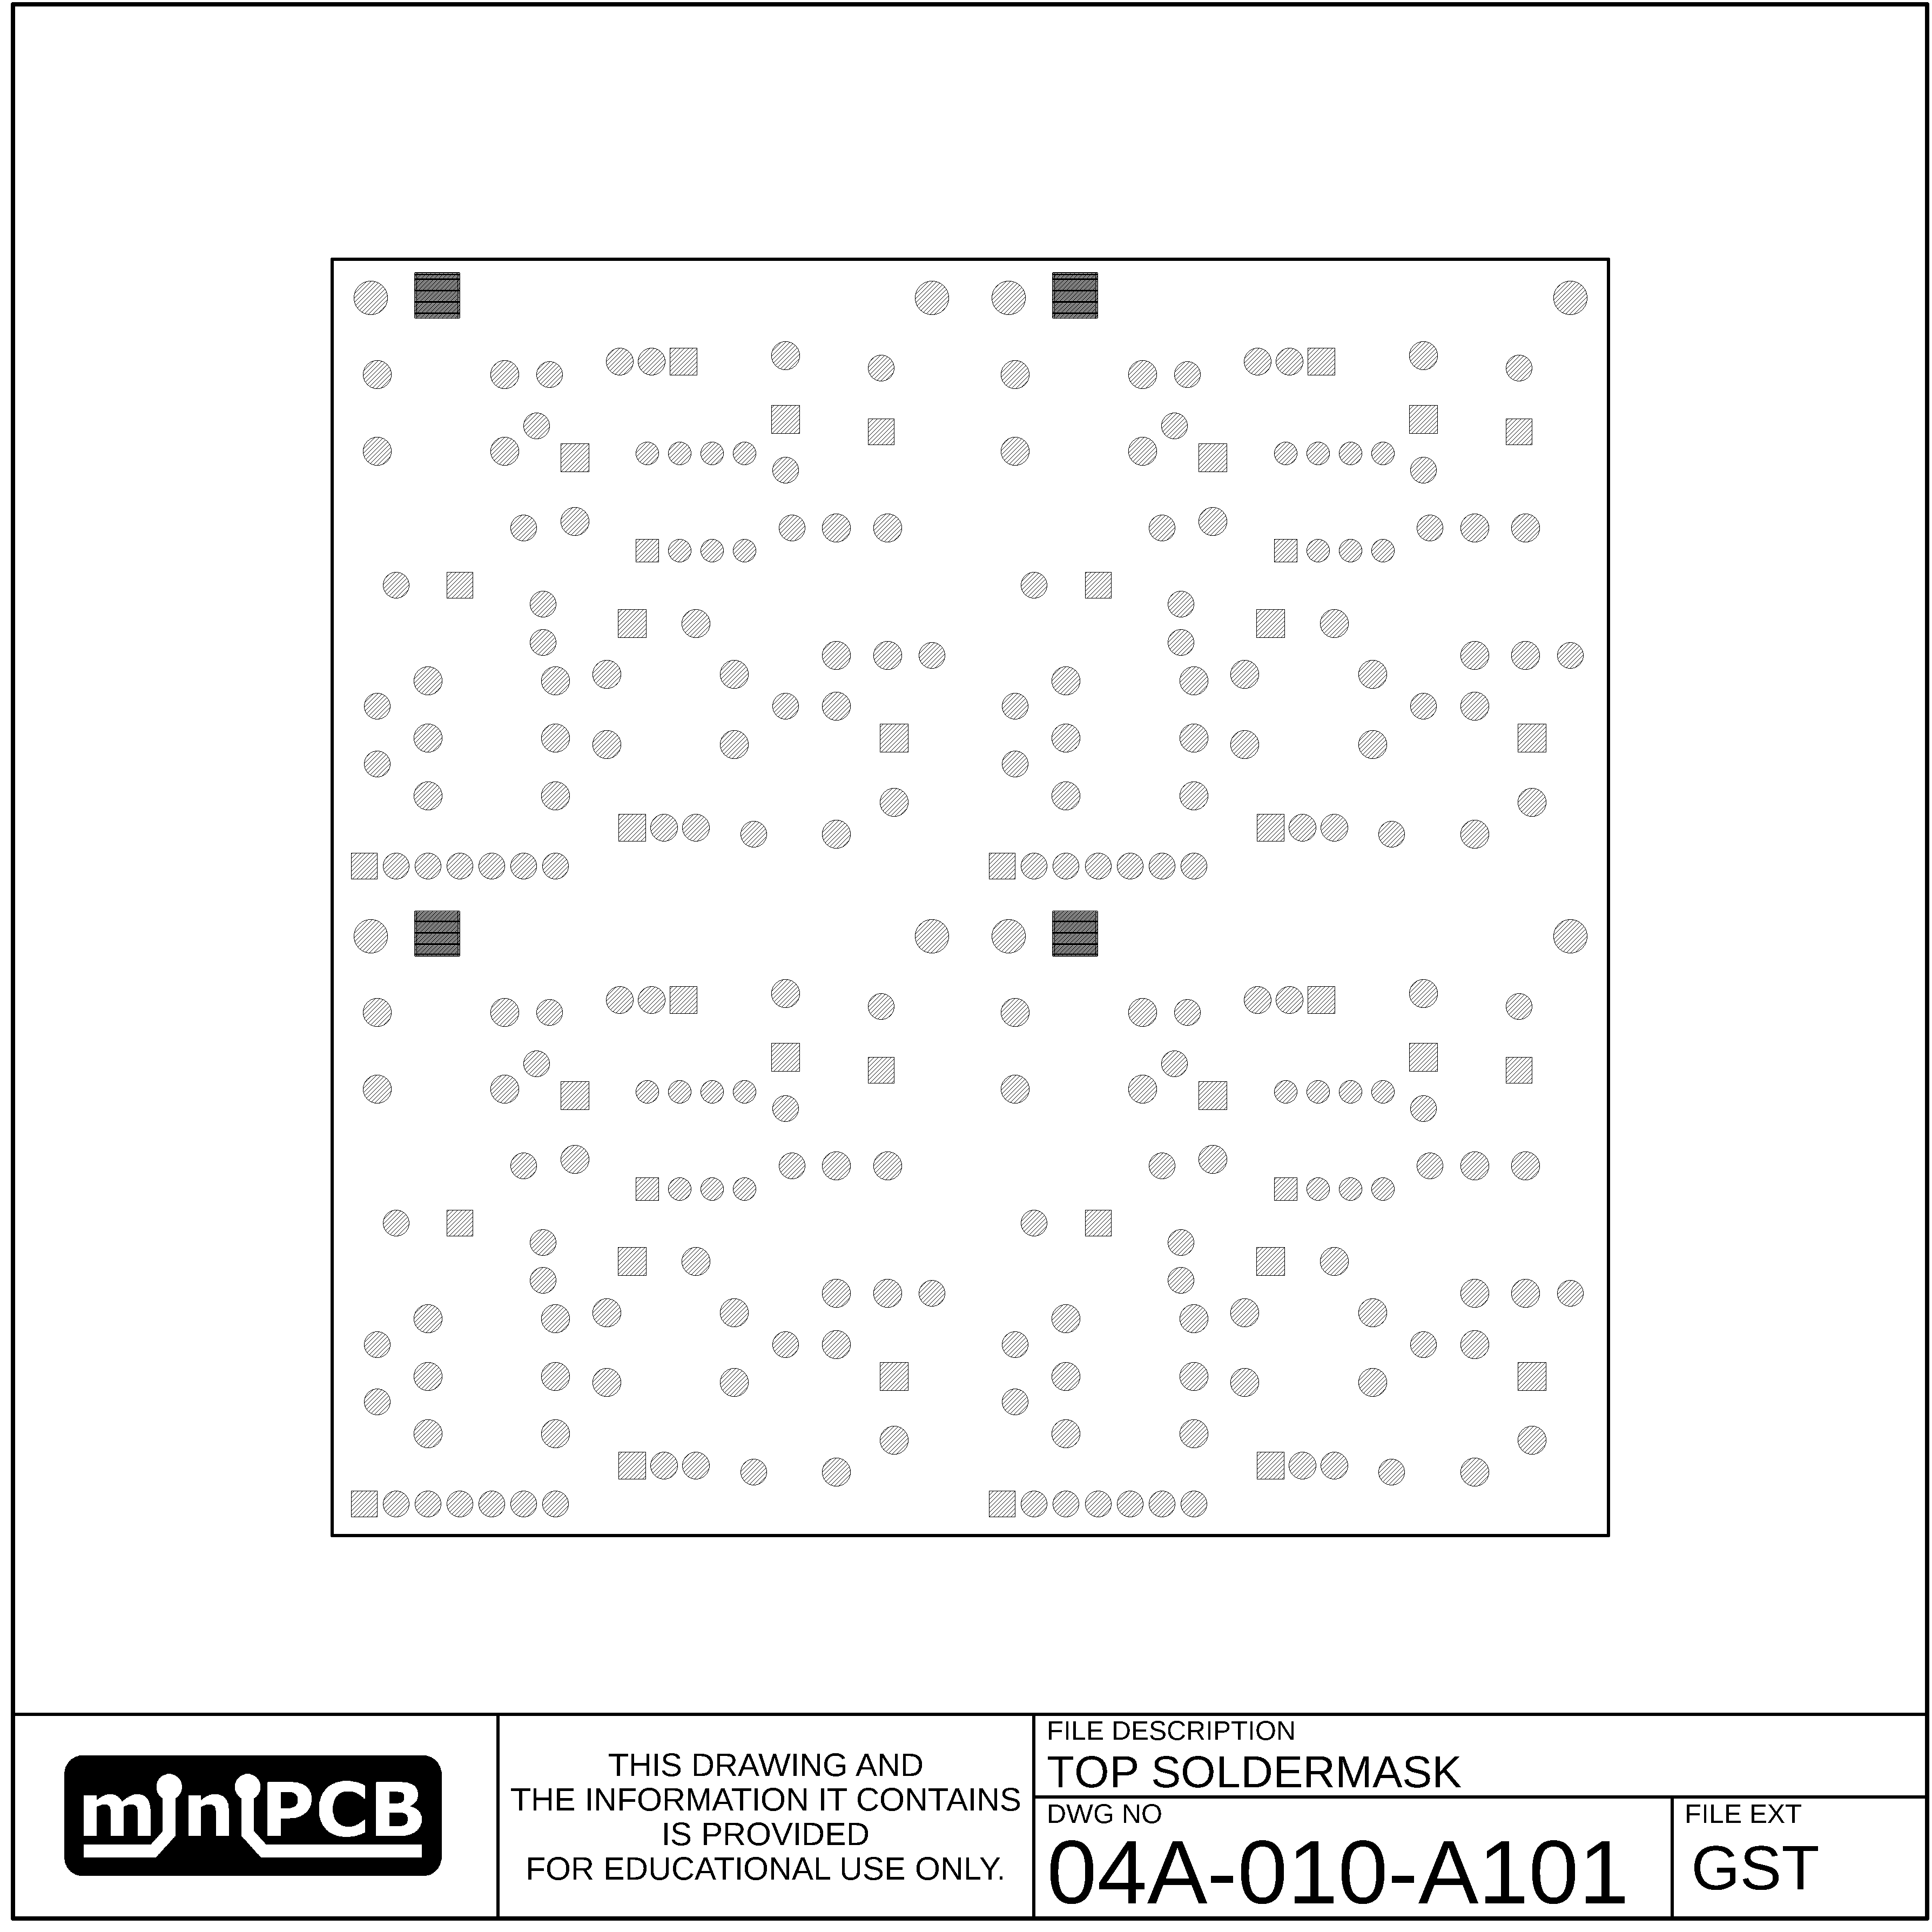 miniPCB
THIS DRAWING AND
THE INFORMATION IT CONTAINS
IS PROVIDED
FOR EDUCATIONAL USE ONLY.
FILE DESCRIPTION
TOP SOLDERMASK
DWG NO
04A-010-A101
FILE EXT
GST